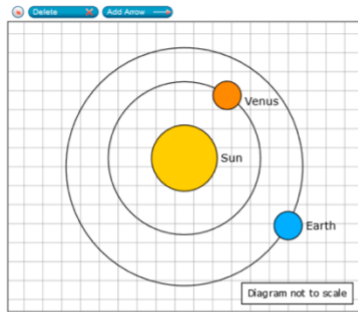 Delete
Add Arrow
Venus
Sun
Earth
Diagram not to scale